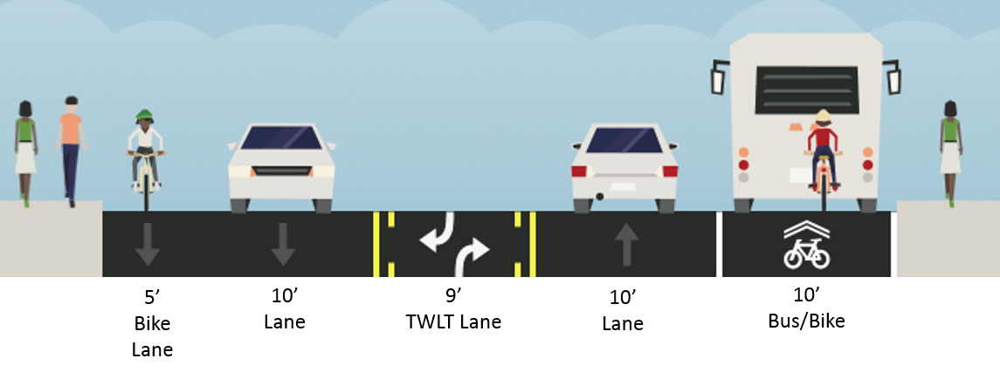 5’
Bike
Lane
10’
Lane
9’
TWLT Lane
10’
Lane
10’
Bus/Bike